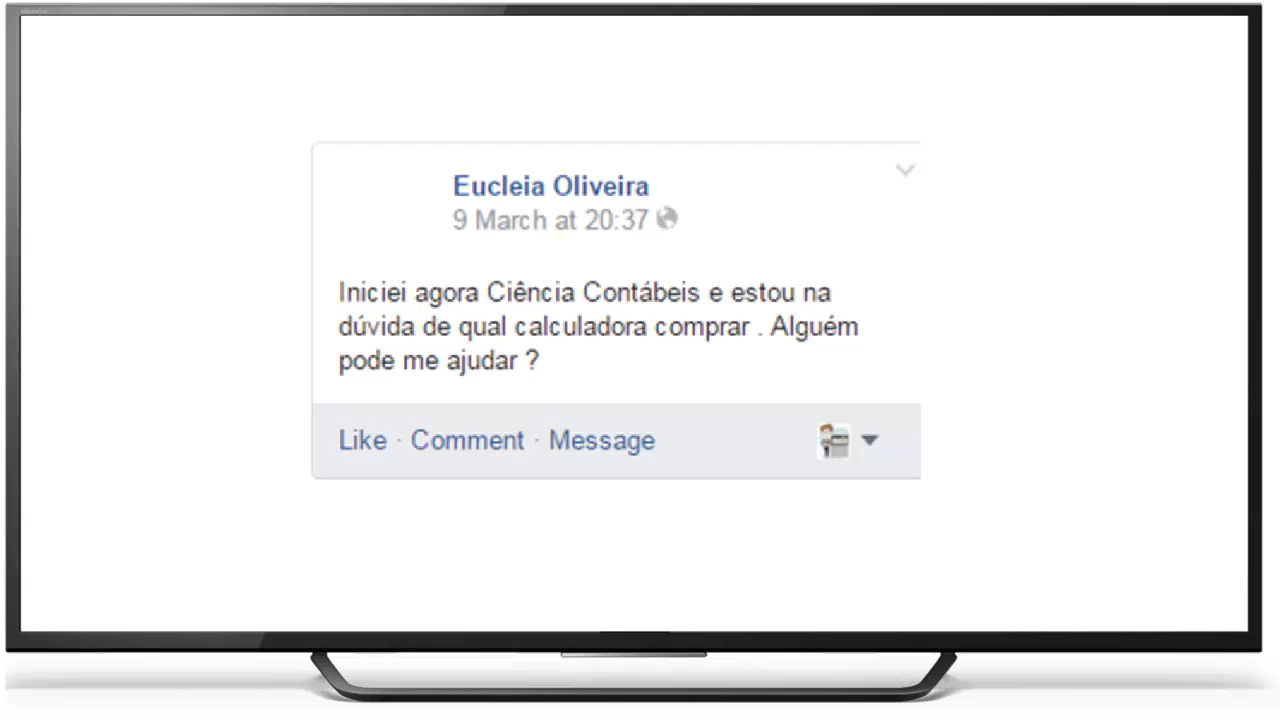 Eucleia Oliveira
9 March at 20:37
Iniciei agora Ciência Contábeis e estou na
dúvida de qual calculadora comprar . Alguém
pode me ajudar ?
Like · Comment · Message